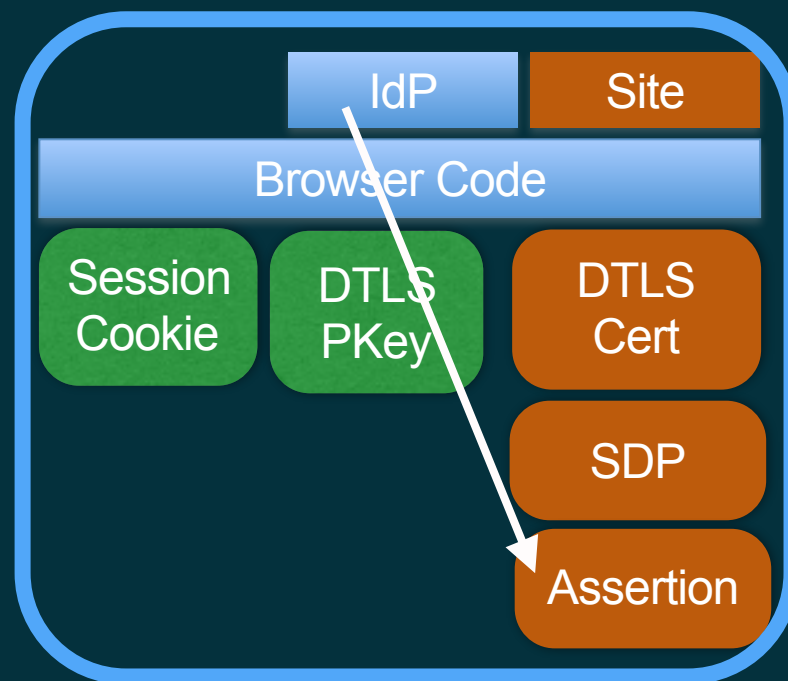 IdP
Site
Browser Code
Session
Cookie
DTLS
PKey
DTLS
Cert
SDP
Assertion